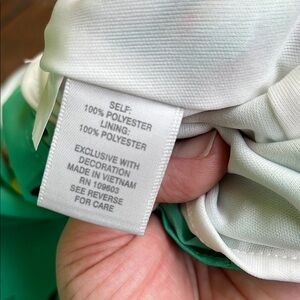 SELF:
100% POLYESTER
LINING:
100% POLYESTER
EXCLUSIVE WITH
DECORATION
MADE IN VIETNAM
RN 109603
SEE REVERSE
FOR CARE